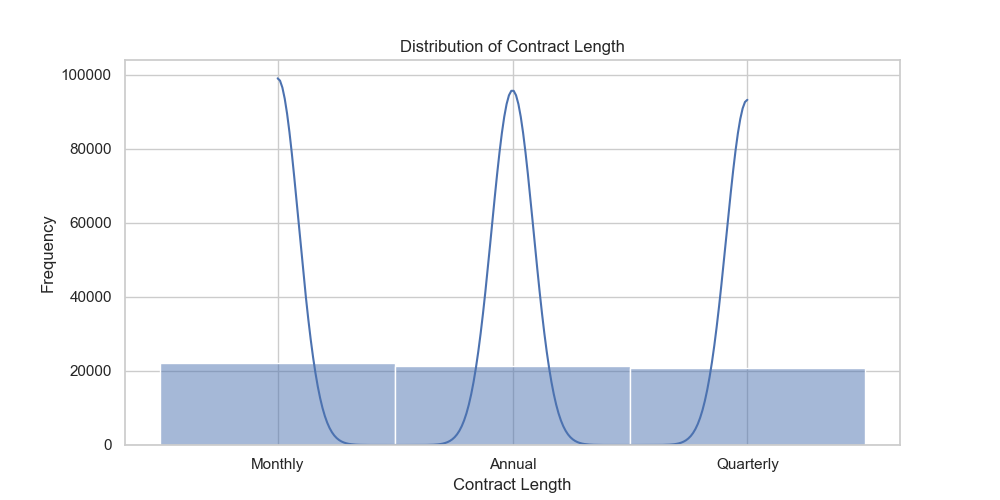 Distribution of Contract Length
100000
80000
60000
40000
20000
0
Frequency
Monthly Annual Quarterly
Contract Length